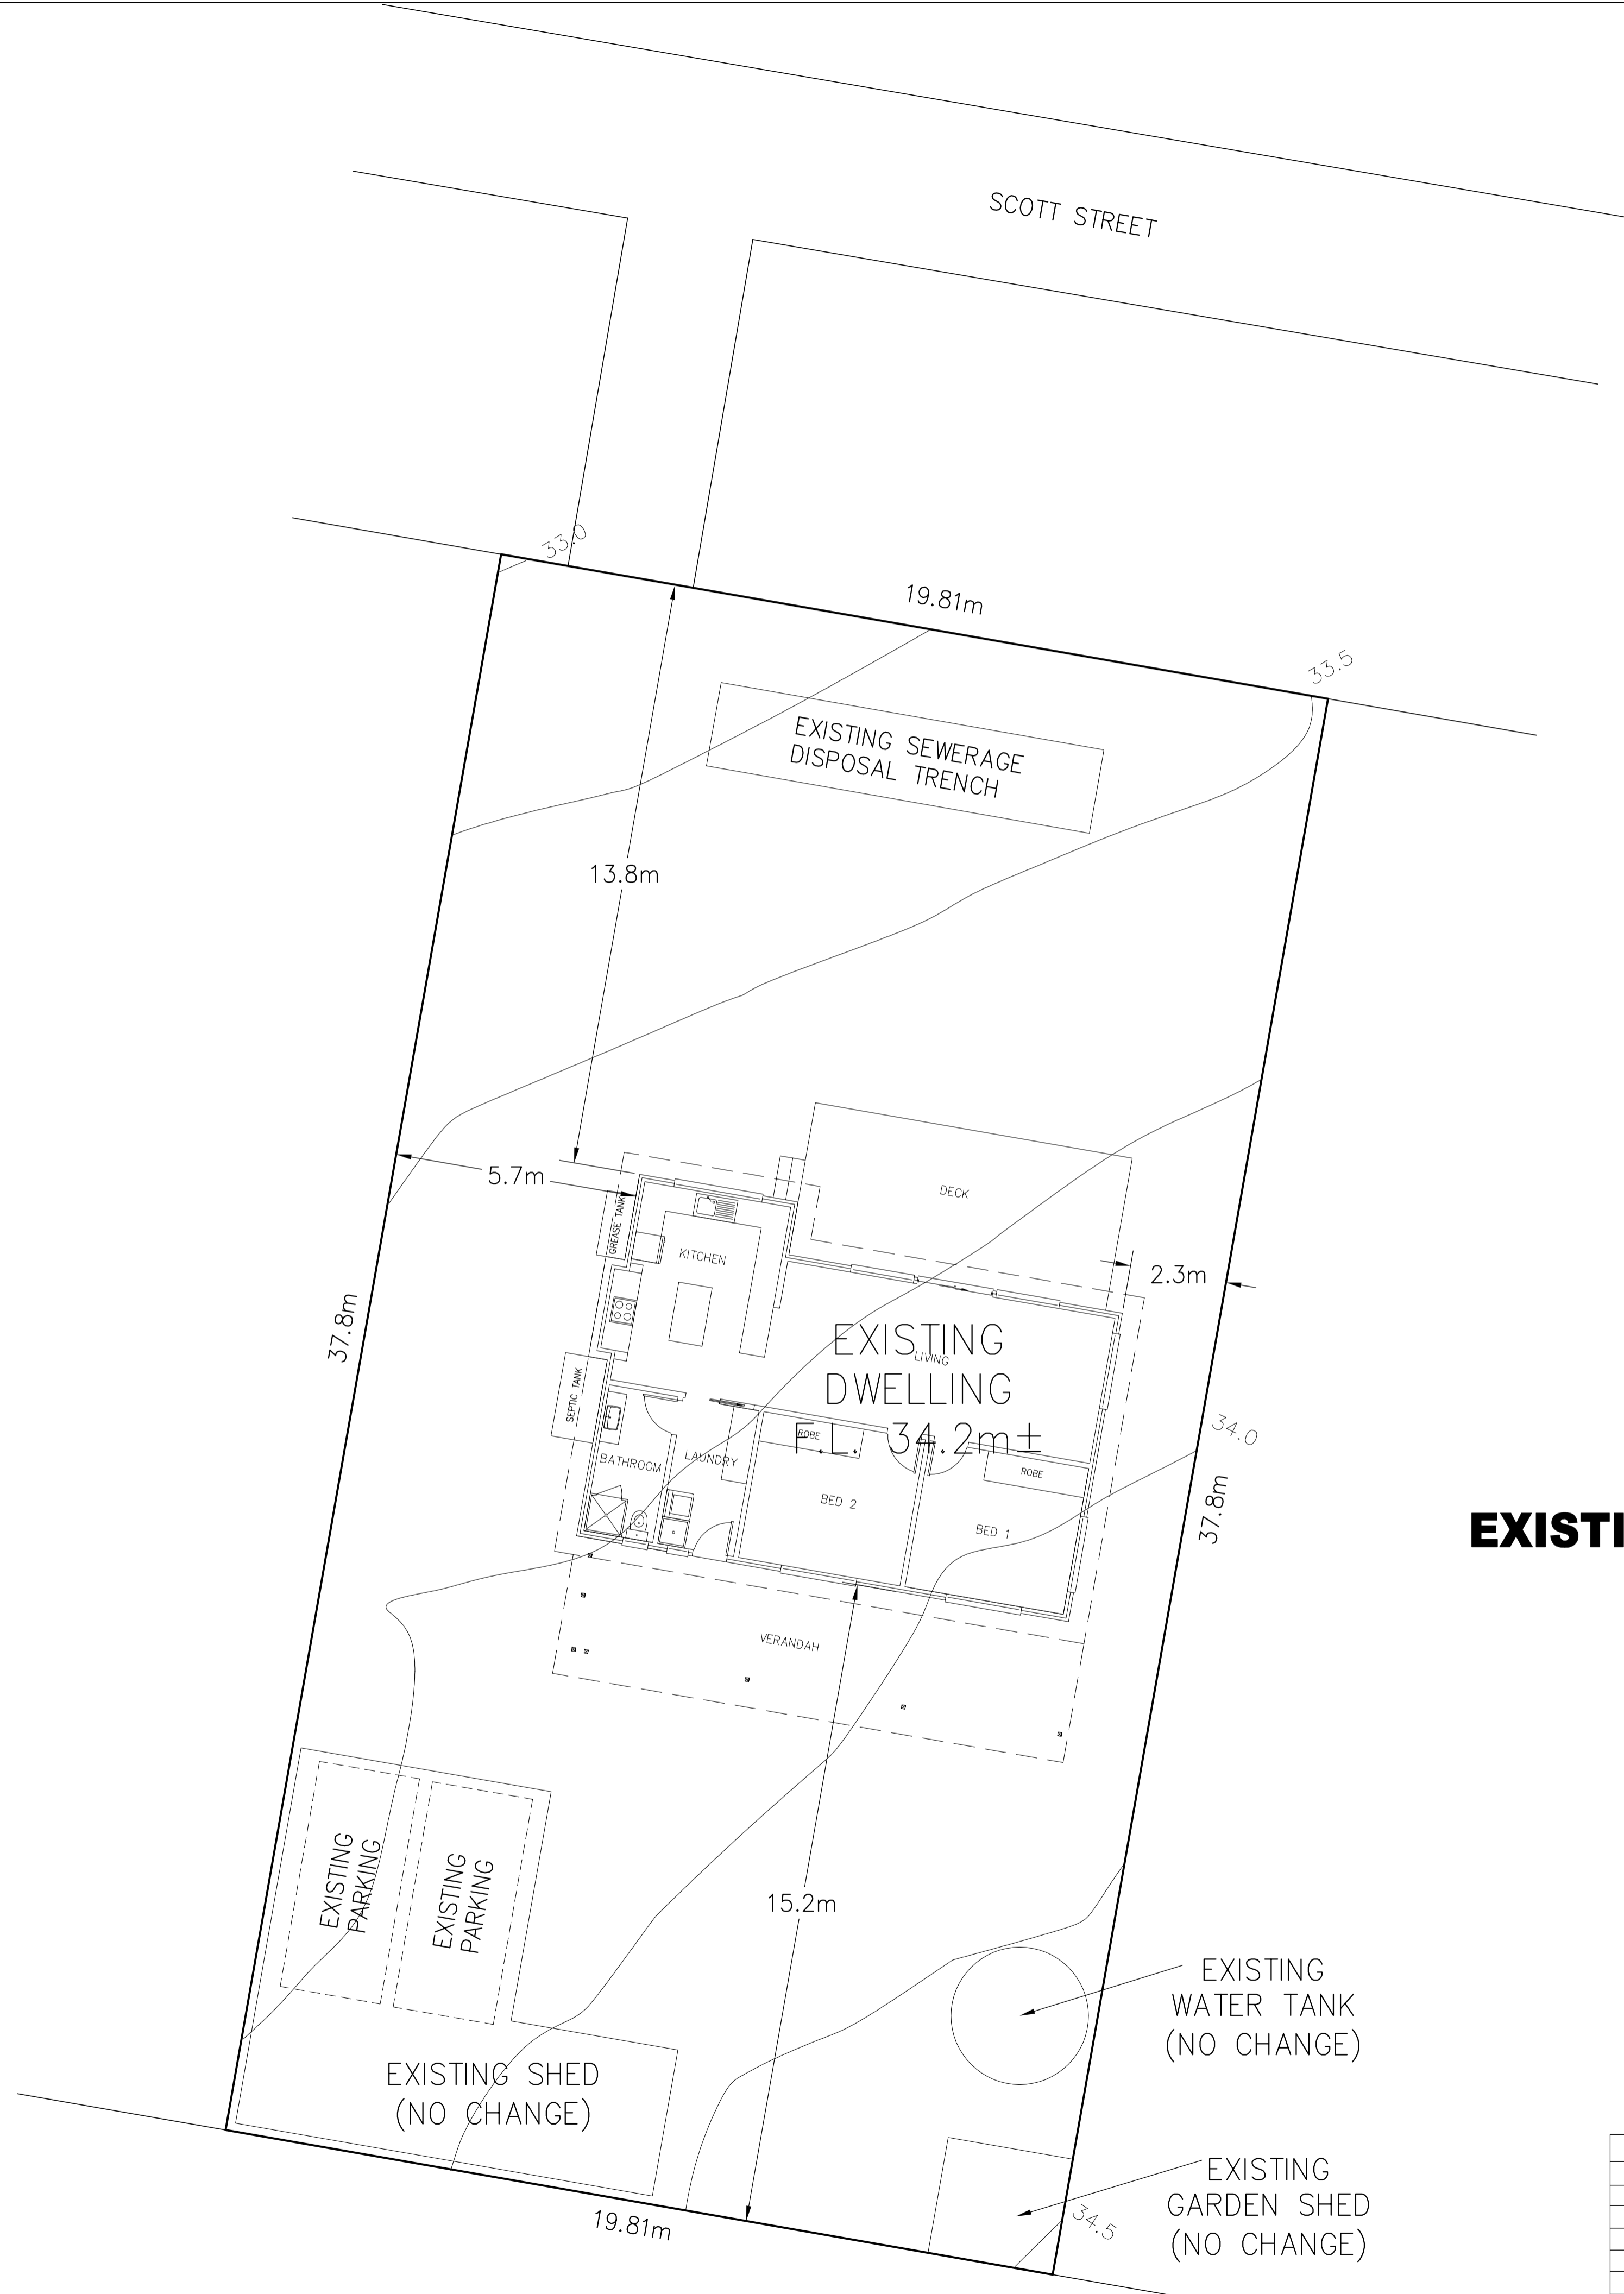 SCOTT STREET
33.0
19.81m
33.5
EXISTING SEWERAGE
DISPOSAL TRENCH
13.8m
5.7m
DECK
GREASE TANK
KITCHEN
2.3m
37.8m
EXISTING
LIVING
DWELLING
SEPTIC TANK
F.L. 34.2m±
ROBE
34.0
BATHROOM
LAUNDRY
ROBE
BED 2
BED 1
37.8m
EXISTI
VERANDAH
EXISTING
PARKING
EXISTING
PARKING
15.2m
EXISTING
WATER TANK
(NO CHANGE)
EXISTING SHED
(NO CHANGE)
EXISTING
GARDEN SHED
(NO CHANGE)
34.5
19.81m